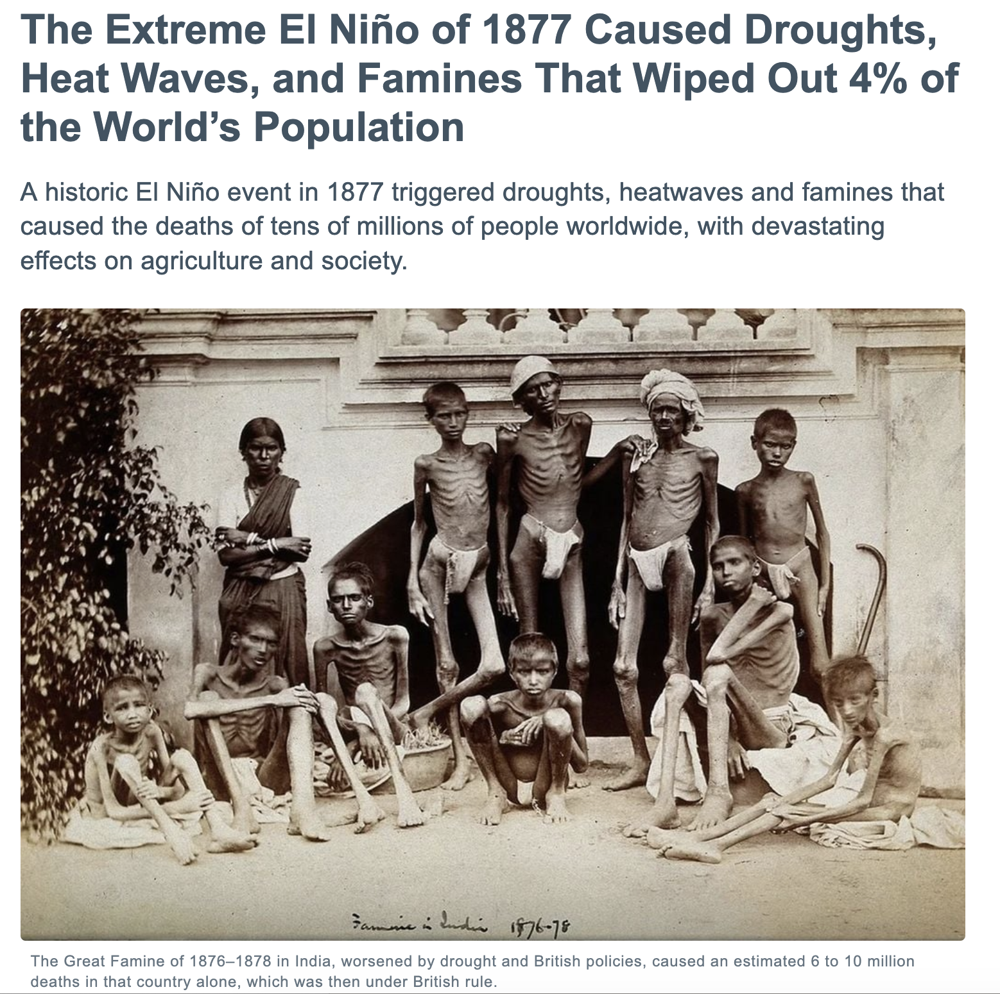 The Extreme El Niño of 1877 Caused Droughts,
Heat Waves, and Famines That Wiped Out 4% of
the World’s Population
A historic El Niño event in 1877 triggered droughts, heatwaves and famines that
caused the deaths of tens of millions of people worldwide, with devastating
effects on agriculture and society.
Famine in India 1876-78
The Great Famine of 1876–1878 in India, worsened by drought and British policies, caused an estimated 6 to 10 million
deaths in that country alone, which was then under British rule.